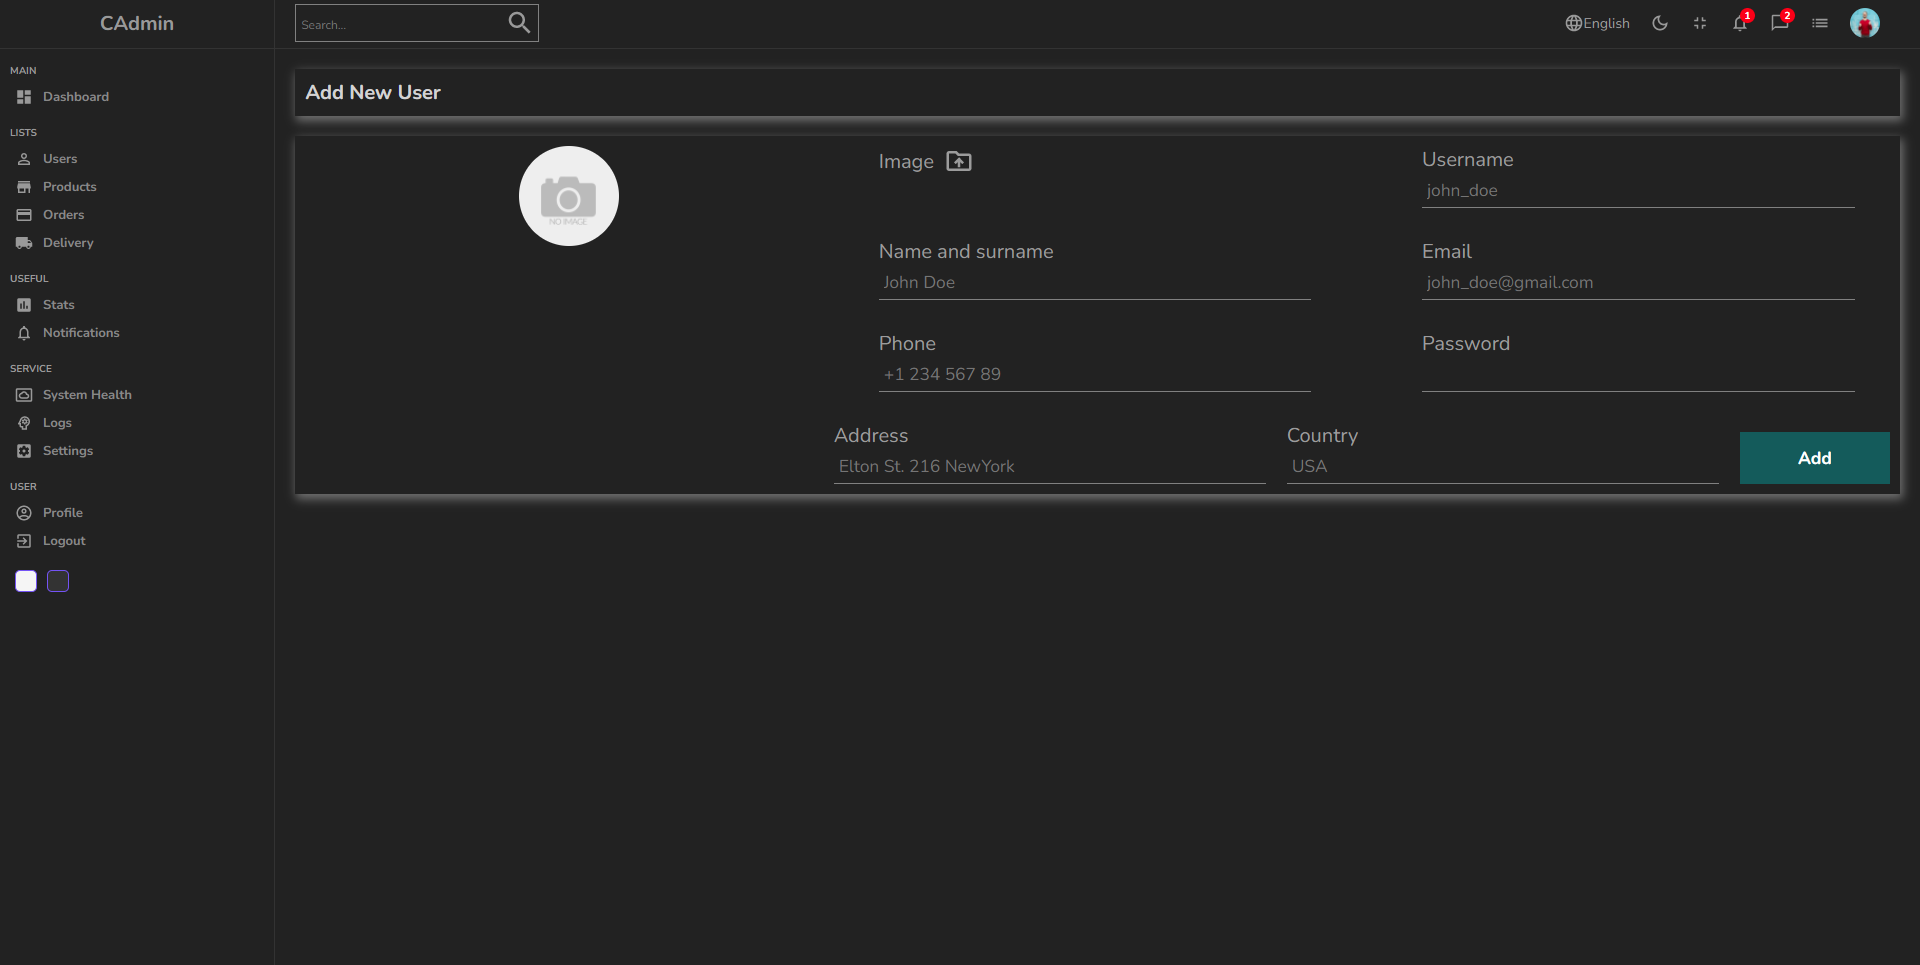 CAdmin
Search...
English
1
2
MAIN
Dashboard
LISTS
Users
Products
Orders
Delivery
USEFUL
Stats
Notifications
SERVICE
System Health
Logs
Settings
USER
Profile
Logout
Add New User
NO IMAGE
Image
Username
john_doe
Name and surname
John Doe
Email
john_doe@gmail.com
Phone
+1 234 567 89
Password
Address
Elton St. 216 NewYork
Country
USA
Add